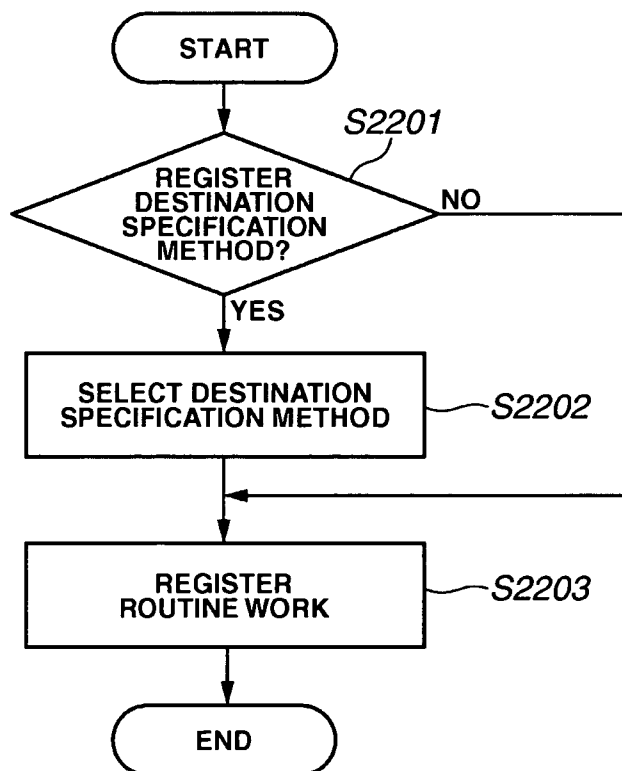 START
S2201
REGISTER
DESTINATION
SPECIFICATION
METHOD?
NO
YES
SELECT DESTINATION
SPECIFICATION METHOD
S2202
REGISTER
ROUTINE WORK
S2203
END